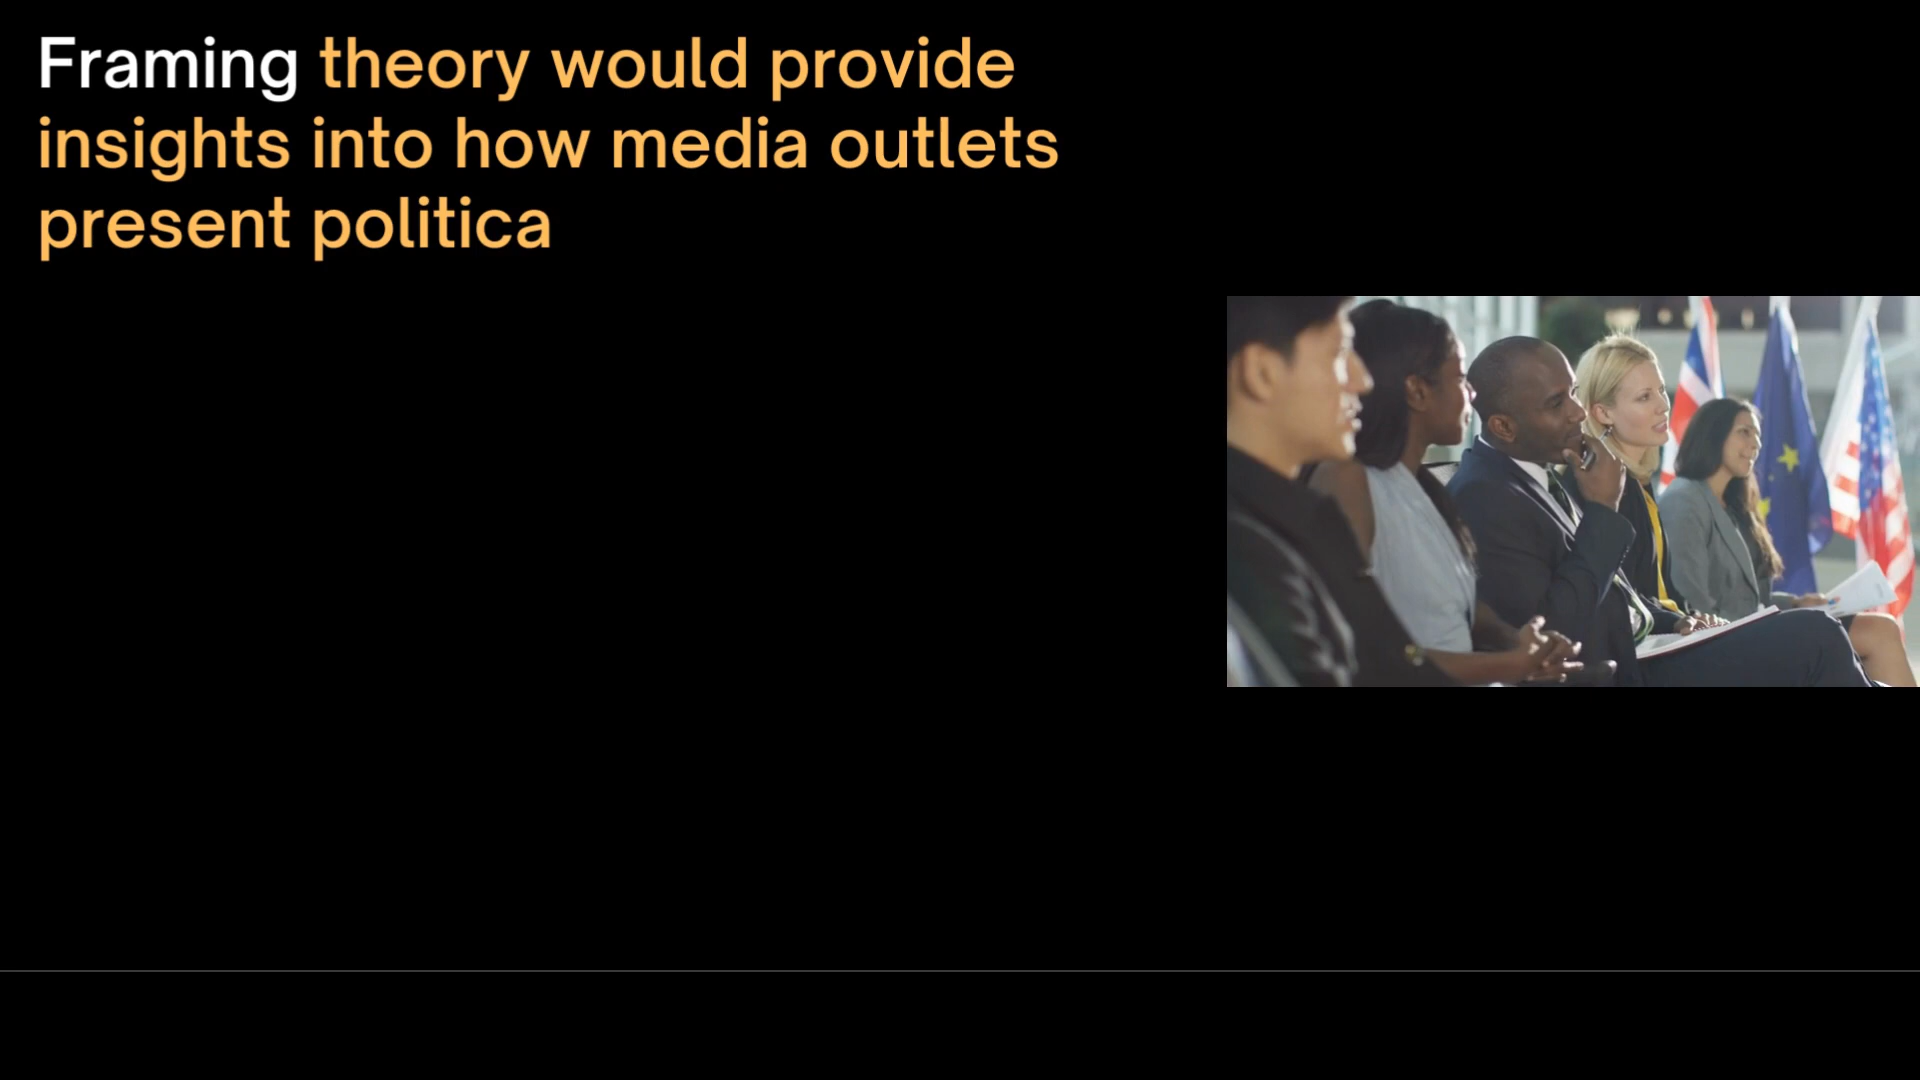 Framing theory would provide
insights into how media outlets
present politica